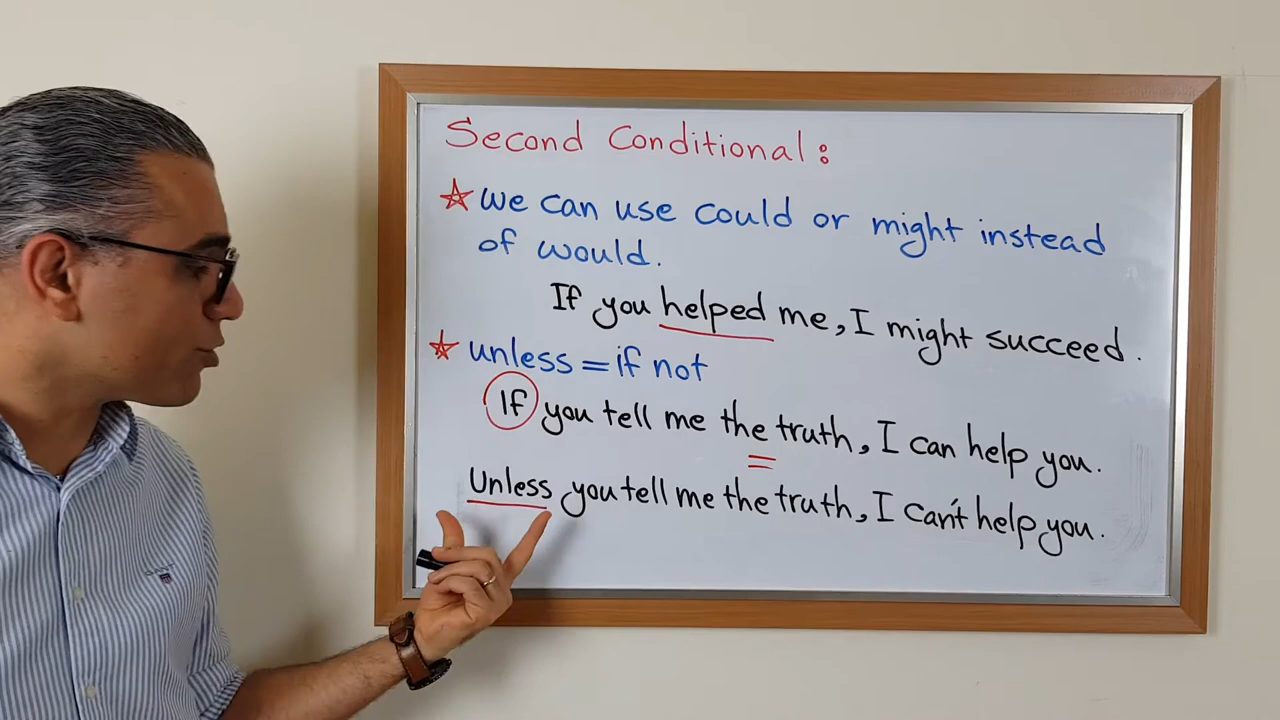 Second Conditional:
☆ we can use could or might instead
of would.
If you helped me, I might succeed.
☆ unless = if not
If you tell me the truth, I can help you.
=
Unless you tell me the truth, I can't help you.